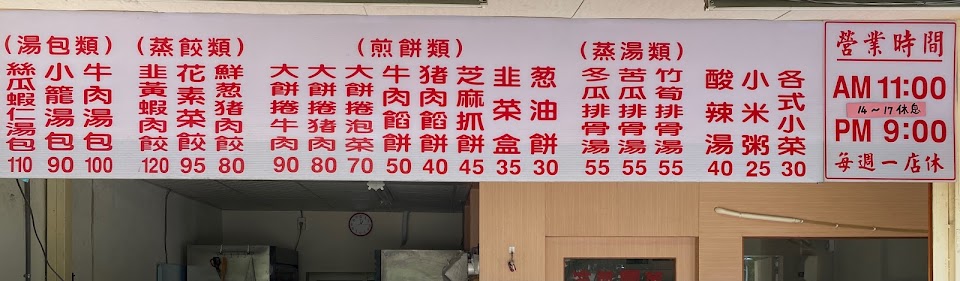 (湯包類)
絲瓜蝦仁湯包 110
小籠湯包 90
牛肉湯包 100
(蒸餃類)
韭黃蝦肉餃 120
花素菜餃 95
鮮蔥豬肉餃 80
(煎餅類)
大餅捲牛肉 90
大餅捲豬肉 80
大餅捲泡菜 70
牛肉餡餅 50
豬肉餡餅 40
芝麻抓餅 45
韭菜盒 35
葱油餅 30
(蒸湯類)
冬瓜排骨湯 55
苦瓜排骨湯 55
竹筍排骨湯 55
酸辣湯 40
小米粥 25
各式小菜 30
營業時間
AM 11:00
14～17休息
PM 9:00
每週一店休